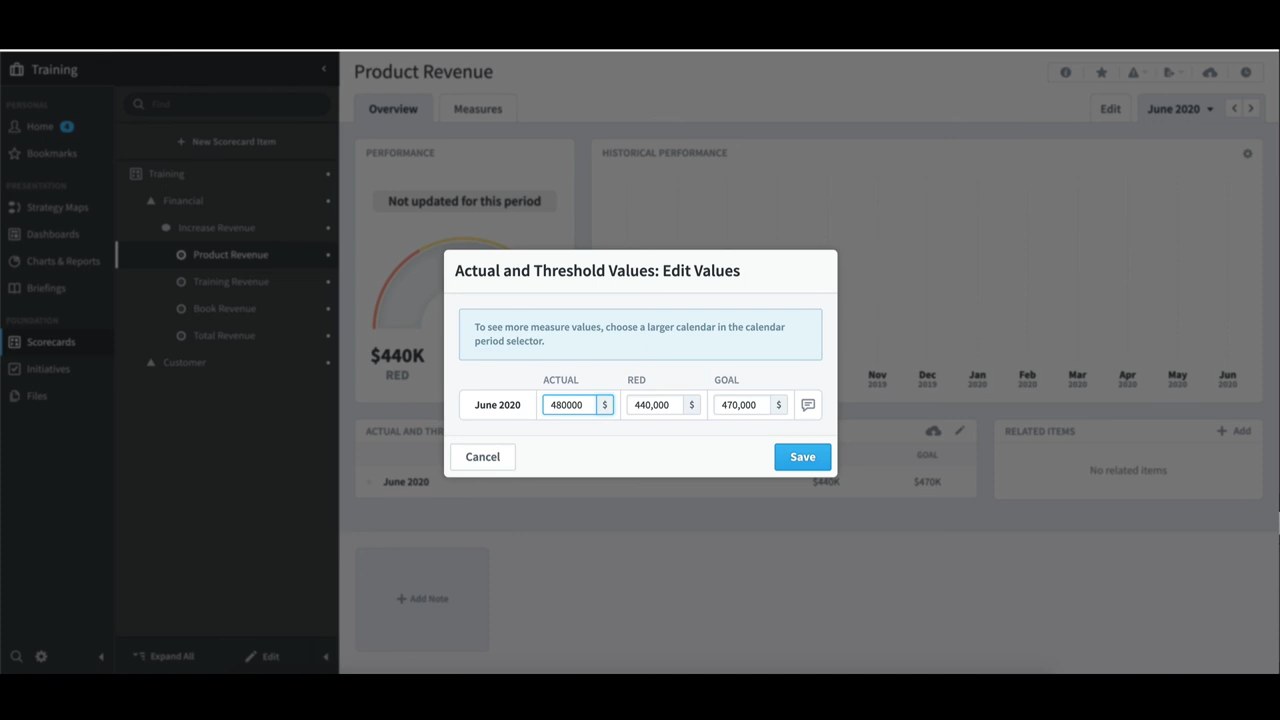 Training
PERSONAL
Home 4
Bookmarks
PRESENTATION
Strategy Maps
Dashboards
Charts & Reports
Briefings
FOUNDATION
Scorecards
Initiatives
Files
Find
+ New Scorecard Item
Training
Financial
Increase Revenue
Product Revenue
Training Revenue
Book Revenue
Total Revenue
Customer
Expand All
Edit
Product Revenue
Overview
Measures
Edit
June 2020
PERFORMANCE
Not updated for this period
$440K
RED
HISTORICAL PERFORMANCE
Nov Dec Jan Feb Mar Apr May Jun
2019 2019 2020 2020 2020 2020 2020 2020
Actual and Threshold Values: Edit Values
To see more measure values, choose a larger calendar in the calendar
period selector.
ACTUAL RED GOAL
June 2020 480000 $ 440,000 $ 470,000 $
Cancel
Save
ACTUAL AND THR
GOAL
June 2020 $440K $470K
RELATED ITEMS
+ Add
No related items
+ Add Note